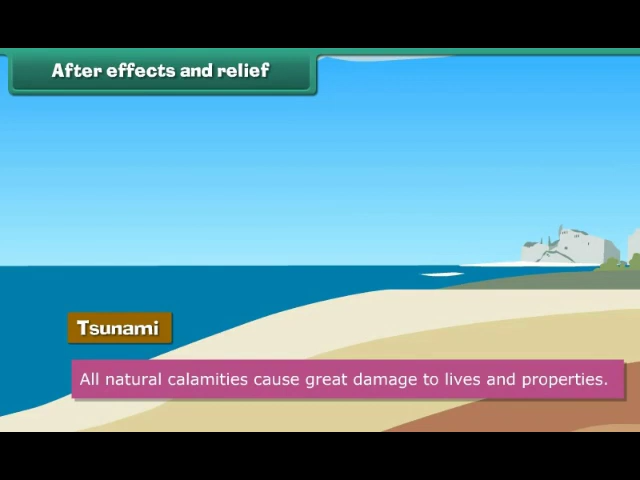 After effects and relief
Tsunami
All natural calamities cause great damage to lives and properties.